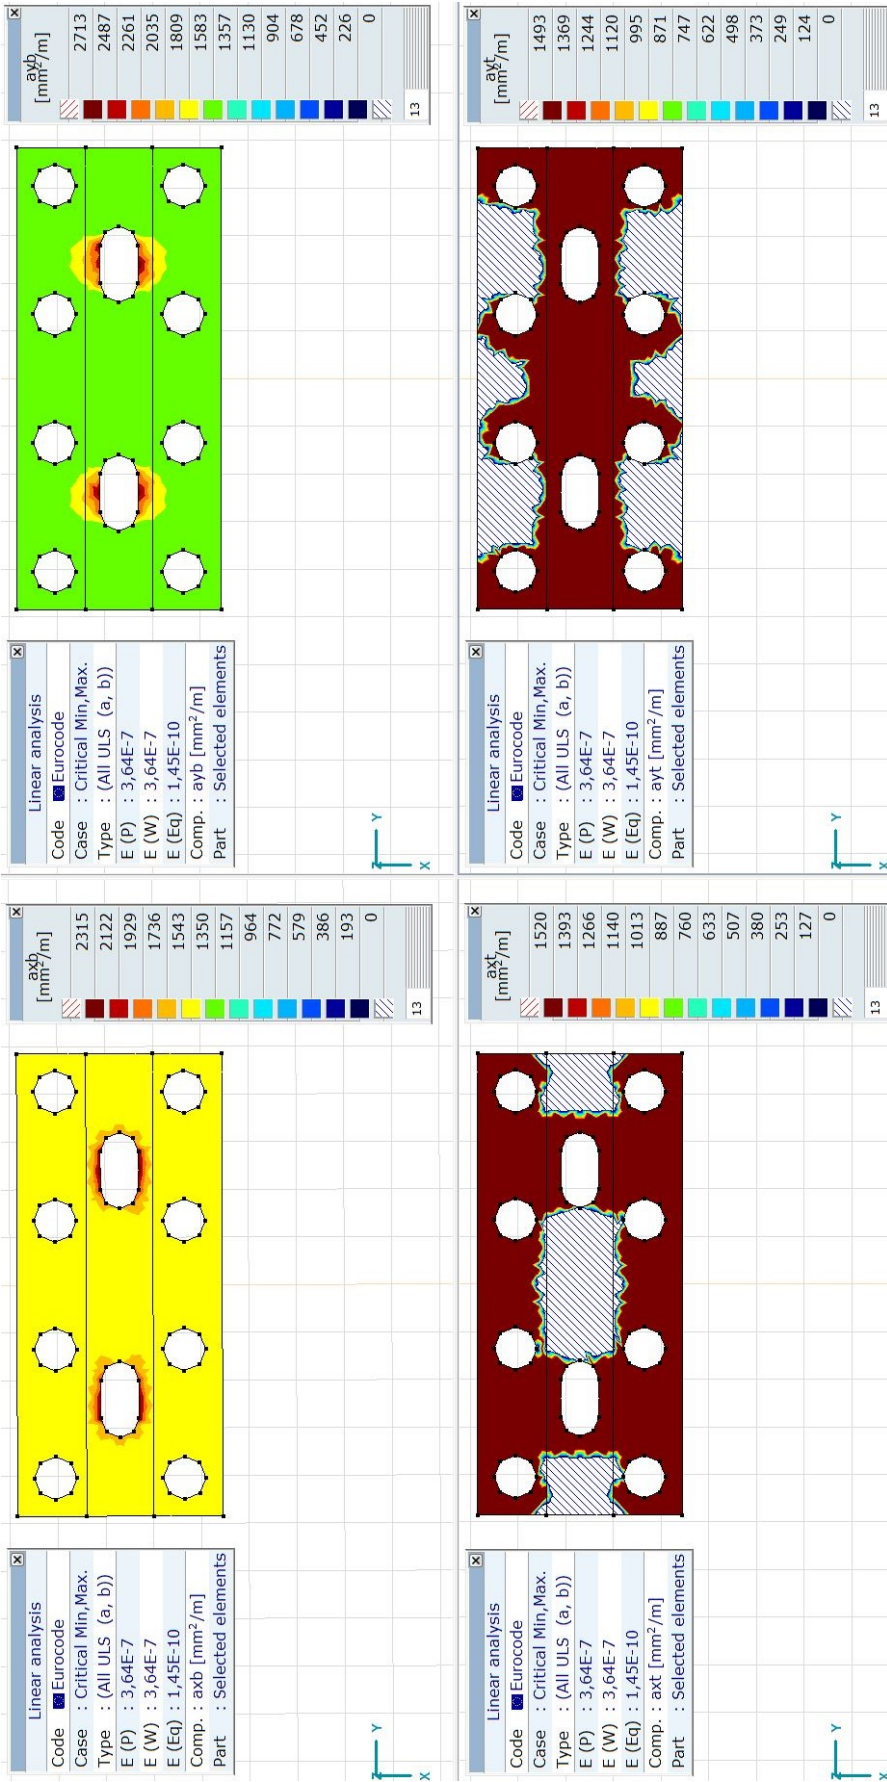 Linear analysis
Code Eurocode
Case : Critical Min,Max.
Type : (All ULS (a, b))
E (P) : 3,64E-7
E (W) : 3,64E-7
E (Eq) : 1,45E-10
Comp. : axb [mm²/m]
Part : Selected elements
axb
[mm²/m]
2315
2122
1929
1736
1543
1350
1157
964
772
579
386
193
0
13
Y
X
Linear analysis
Code Eurocode
Case : Critical Min,Max.
Type : (All ULS (a, b))
E (P) : 3,64E-7
E (W) : 3,64E-7
E (Eq) : 1,45E-10
Comp. : ayb [mm²/m]
Part : Selected elements
ayb
[mm²/m]
2713
2487
2261
2035
1809
1583
1357
1130
904
678
452
226
0
13
Y
X
Linear analysis
Code Eurocode
Case : Critical Min,Max.
Type : (All ULS (a, b))
E (P) : 3,64E-7
E (W) : 3,64E-7
E (Eq) : 1,45E-10
Comp. : axt [mm²/m]
Part : Selected elements
axt
[mm²/m]
1520
1393
1266
1140
1013
887
760
633
507
380
253
127
0
13
Y
X
Linear analysis
Code Eurocode
Case : Critical Min,Max.
Type : (All ULS (a, b))
E (P) : 3,64E-7
E (W) : 3,64E-7
E (Eq) : 1,45E-10
Comp. : ayt [mm²/m]
Part : Selected elements
ayt
[mm²/m]
1493
1369
1244
1120
995
871
747
622
498
373
249
124
0
13
Y
X